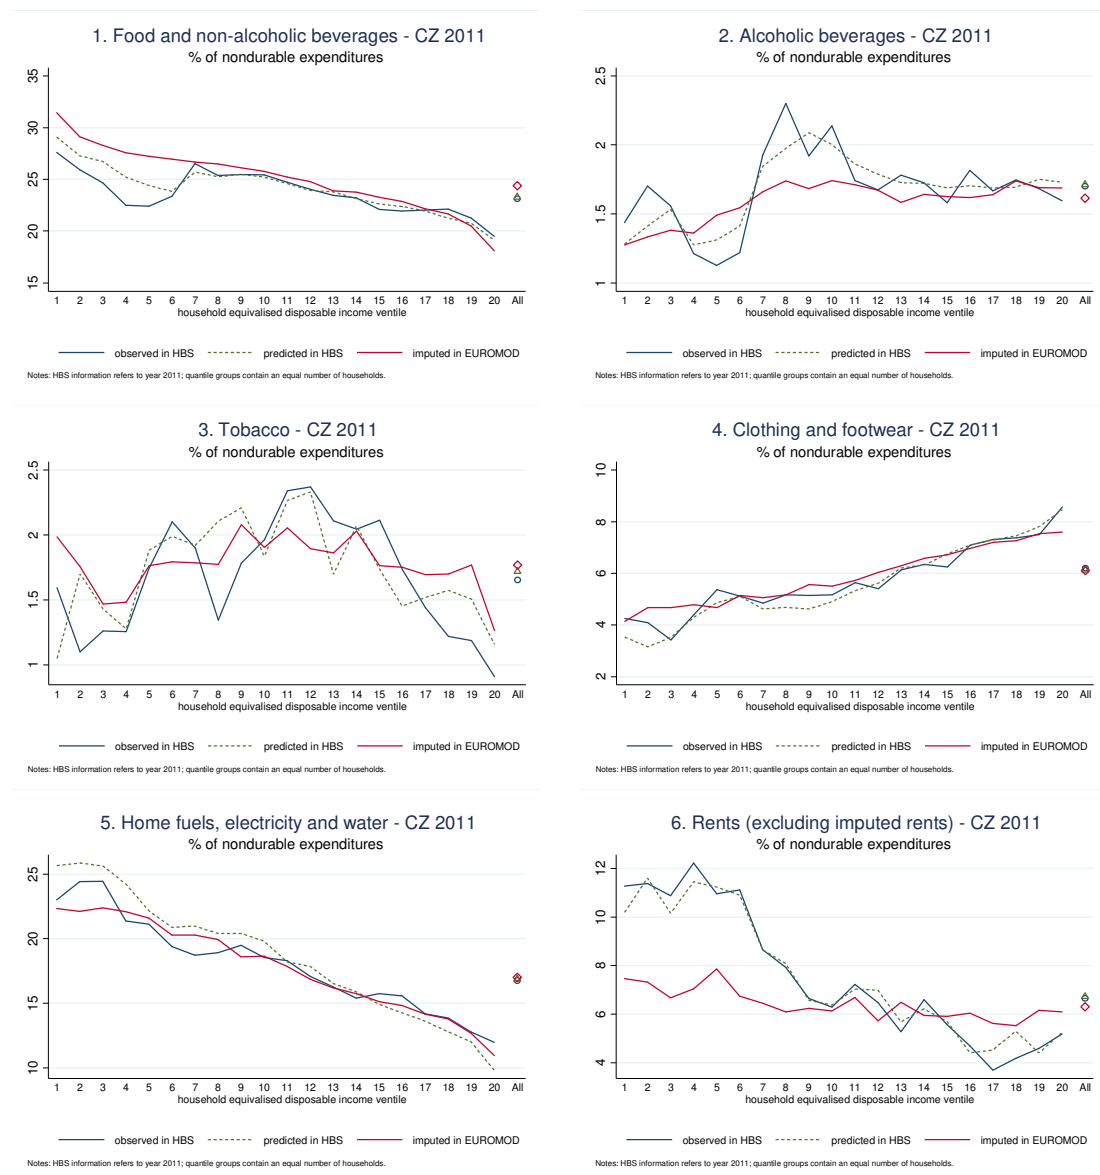 1. Food and non-alcoholic beverages - CZ 2011
% of nondurable expenditures
35
30
25
20
15
1 2 3 4 5 6 7 8 9 10 11 12 13 14 15 16 17 18 19 20 All
household equivalised disposable income ventile
observed in HBS predicted in HBS imputed in EUROMOD
Notes: HBS information refers to year 2011; quantile groups contain an equal number of households.
2. Alcoholic beverages - CZ 2011
% of nondurable expenditures
2.5
2
1.5
1
1 2 3 4 5 6 7 8 9 10 11 12 13 14 15 16 17 18 19 20 All
household equivalised disposable income ventile
observed in HBS predicted in HBS imputed in EUROMOD
Notes: HBS information refers to year 2011; quantile groups contain an equal number of households.
3. Tobacco - CZ 2011
% of nondurable expenditures
2.5
2
1.5
1
1 2 3 4 5 6 7 8 9 10 11 12 13 14 15 16 17 18 19 20 All
household equivalised disposable income ventile
observed in HBS predicted in HBS imputed in EUROMOD
Notes: HBS information refers to year 2011; quantile groups contain an equal number of households.
4. Clothing and footwear - CZ 2011
% of nondurable expenditures
10
8
6
4
2
1 2 3 4 5 6 7 8 9 10 11 12 13 14 15 16 17 18 19 20 All
household equivalised disposable income ventile
observed in HBS predicted in HBS imputed in EUROMOD
Notes: HBS information refers to year 2011; quantile groups contain an equal number of households.
5. Home fuels, electricity and water - CZ 2011
% of nondurable expenditures
25
20
15
10
1 2 3 4 5 6 7 8 9 10 11 12 13 14 15 16 17 18 19 20 All
household equivalised disposable income ventile
observed in HBS predicted in HBS imputed in EUROMOD
Notes: HBS information refers to year 2011; quantile groups contain an equal number of households.
6. Rents (excluding imputed rents) - CZ 2011
% of nondurable expenditures
12
10
8
6
4
1 2 3 4 5 6 7 8 9 10 11 12 13 14 15 16 17 18 19 20 All
household equivalised disposable income ventile
observed in HBS predicted in HBS imputed in EUROMOD
Notes: HBS information refers to year 2011; quantile groups contain an equal number of households.